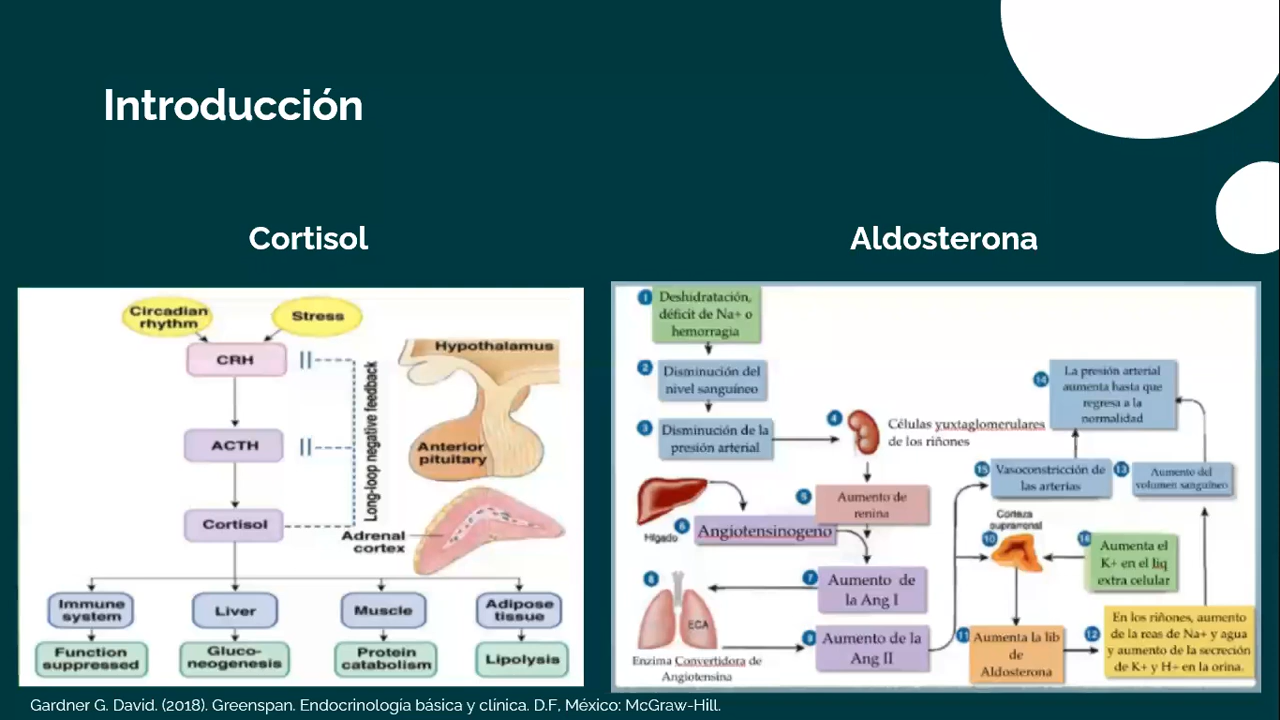 Introducción
Cortisol
Circadian
rhythm
Stress
CRH
ACTH
Cortisol
Long-loop negative feedback
Hypothalamus
Anterior
pituitary
Adrenal
cortex
Immune
system
Liver
Muscle
Adipose
tissue
Function
suppressed
Gluco-
neogenesis
Protein
catabolism
Lipolysis
Aldosterona
1
Deshidratación,
déficit de Na+ o
hemorragia
2
Disminución del
nivel sanguíneo
3
Disminución de la
presión arterial
4
Células yuxtaglomerulares
de los riñones
5
Aumento de
renina
Hígado
6
Angiotensinogeno
7
Aumento de
la Ang I
8
ECA
Enzima Convertidora de
Angiotensina
9
Aumento de la
Ang II
Corteza
suprarrenal
10
11
Aumenta la lib
de
Aldosterona
12
En los riñones, aumento
de la reas de Na+ y agua
y aumento de la secreción
de K+ y H+ en la orina.
13
Aumento del
volumen sanguíneo
14
La presión arterial
aumenta hasta que
regresa a la
normalidad
15
Vasoconstricción de
las arterias
16
Aumenta el
K+ en el liq
extra celular
Gardner G. David. (2018). Greenspan. Endocrinología básica y clínica. D.F, México: McGraw-Hill.